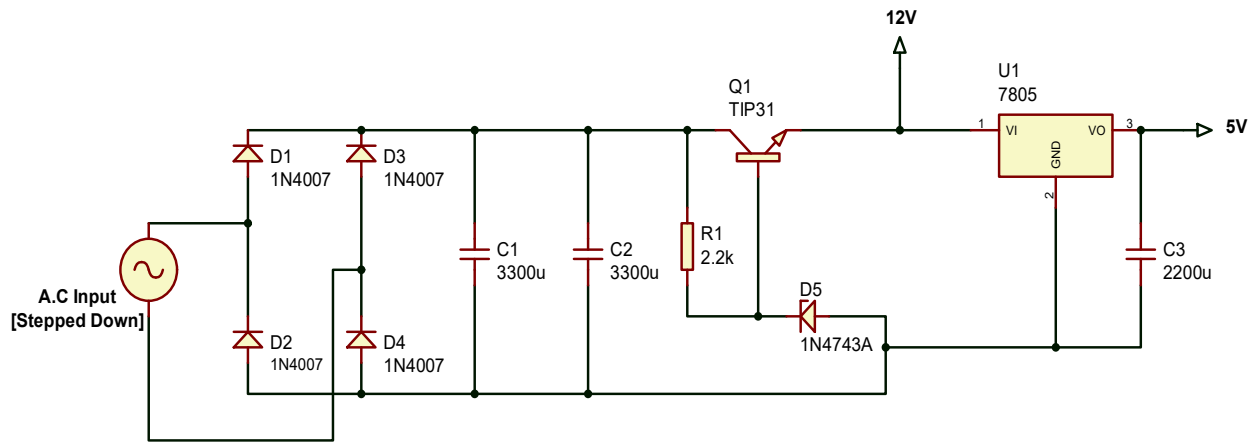 12V
U1
7805
Q1
TIP31
1
VI
VO
3
5V
GND
2
D1
1N4007
D3
1N4007
R1
2.2k
C1
3300u
C2
3300u
C3
2200u
A.C Input
[Stepped Down]
D5
1N4743A
D2
1N4007
D4
1N4007